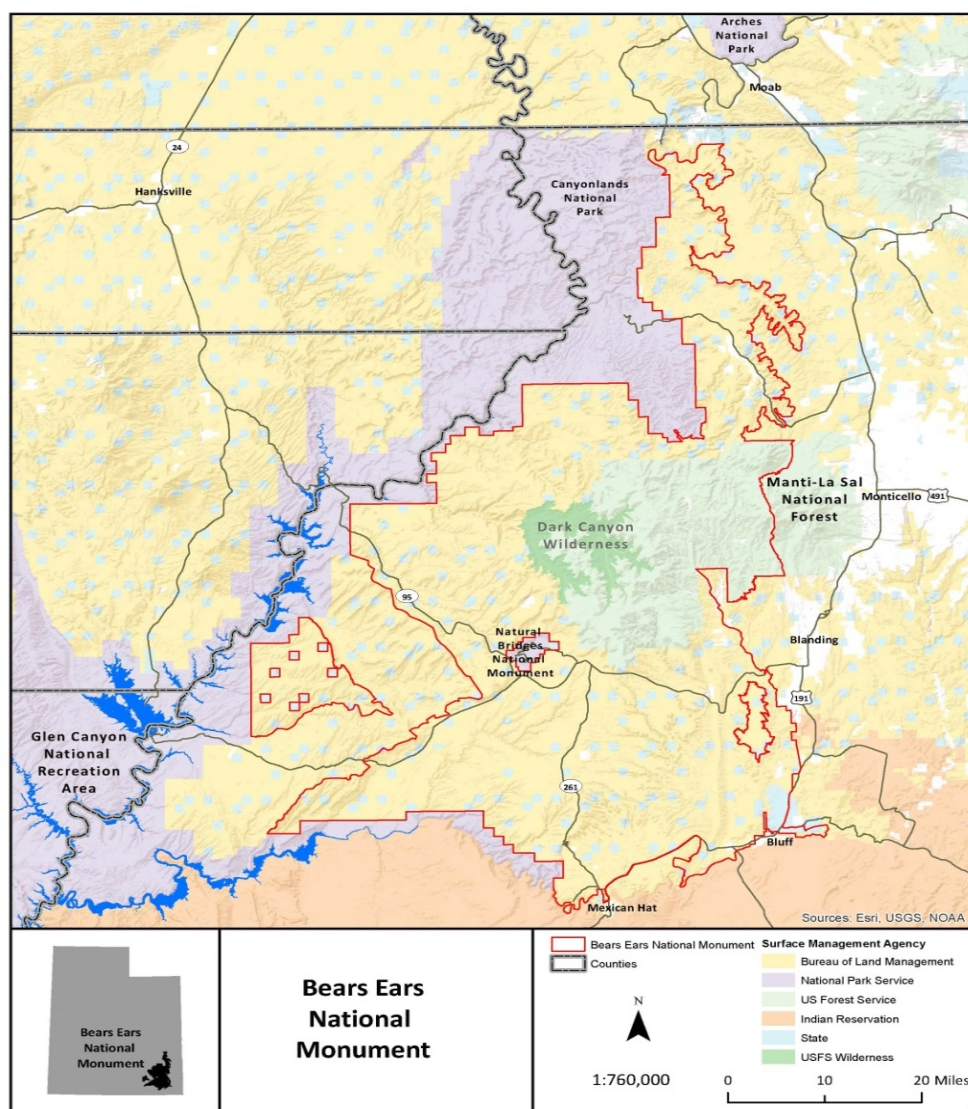 Arches
National
Park
Moab
24
Hanksville
Canyonlands
National
Park
Manti-La Sal
National
Forest
Monticello
491
Dark Canyon
Wilderness
95
Natural
Bridges
National
Monument
Blanding
191
Glen Canyon
National
Recreation
Area
261
Bluff
Mexican Hat
Sources: Esri, USGS, NOAA
Bears Ears
National
Monument
Bears Ears
National
Monument
Bears Ears National Monument
Counties
N
1:760,000
Surface Management Agency
Bureau of Land Management
National Park Service
US Forest Service
Indian Reservation
State
USFS Wilderness
0 10 20 Miles